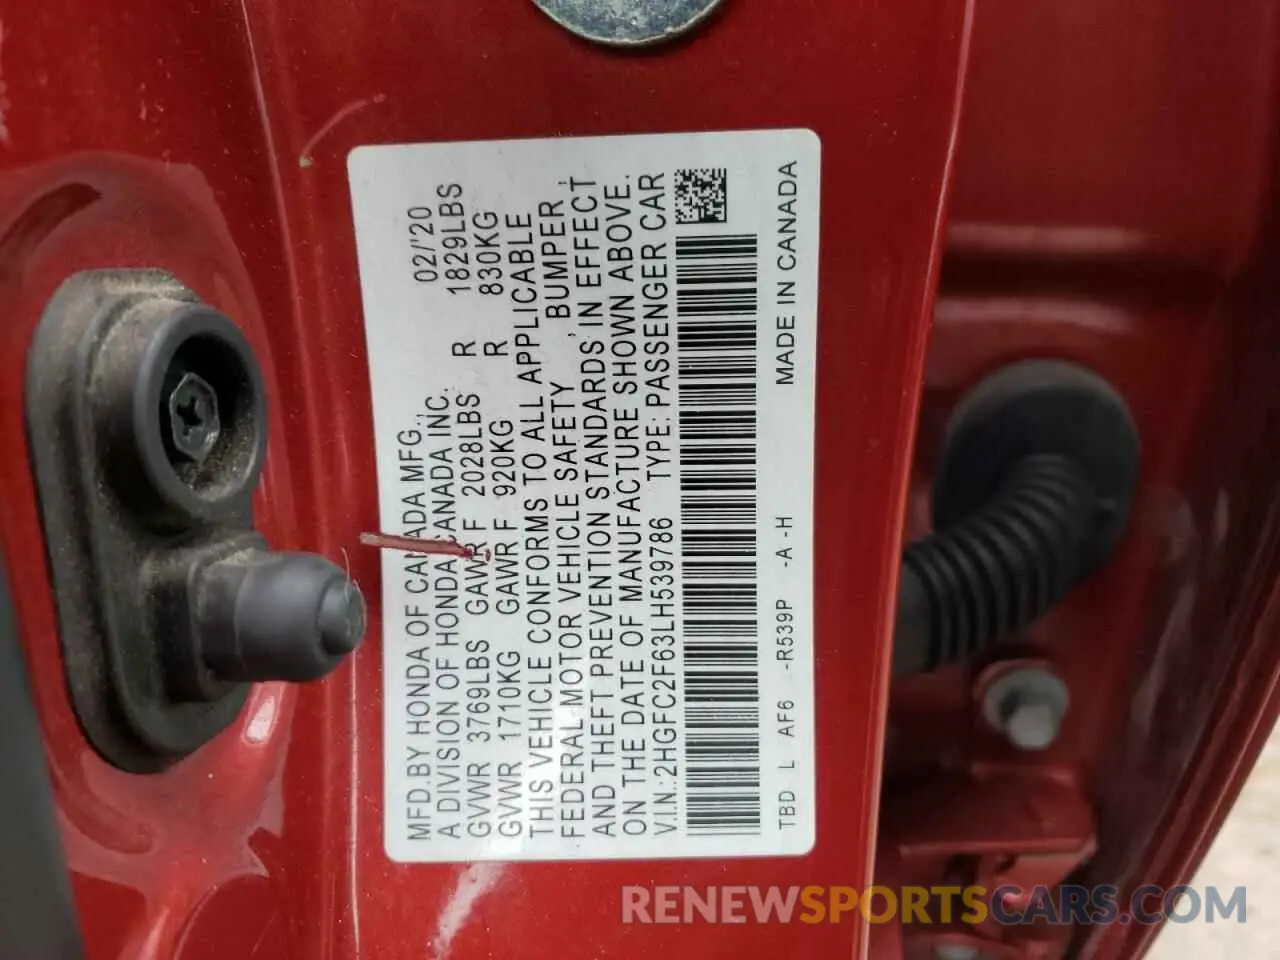 MFD. BY HONDA OF CANADA MFG., 02/'20
A DIVISION OF HONDA CANADA INC.
GVWR 3769LBS GAWR F 2028LBS R 1829LBS
GVWR 1710KG GAWR F 920KG R 830KG
THIS VEHICLE CONFORMS TO ALL APPLICABLE
FEDERAL MOTOR VEHICLE SAFETY, BUMPER,
AND THEFT PREVENTION STANDARDS IN EFFECT
ON THE DATE OF MANUFACTURE SHOWN ABOVE.
V.I.N.: 2HGFC2F63LH539786 TYPE: PASSENGER CAR
TBD L AF6 -R539P -A -H MADE IN CANADA
RENEWSPORTSCARS.COM